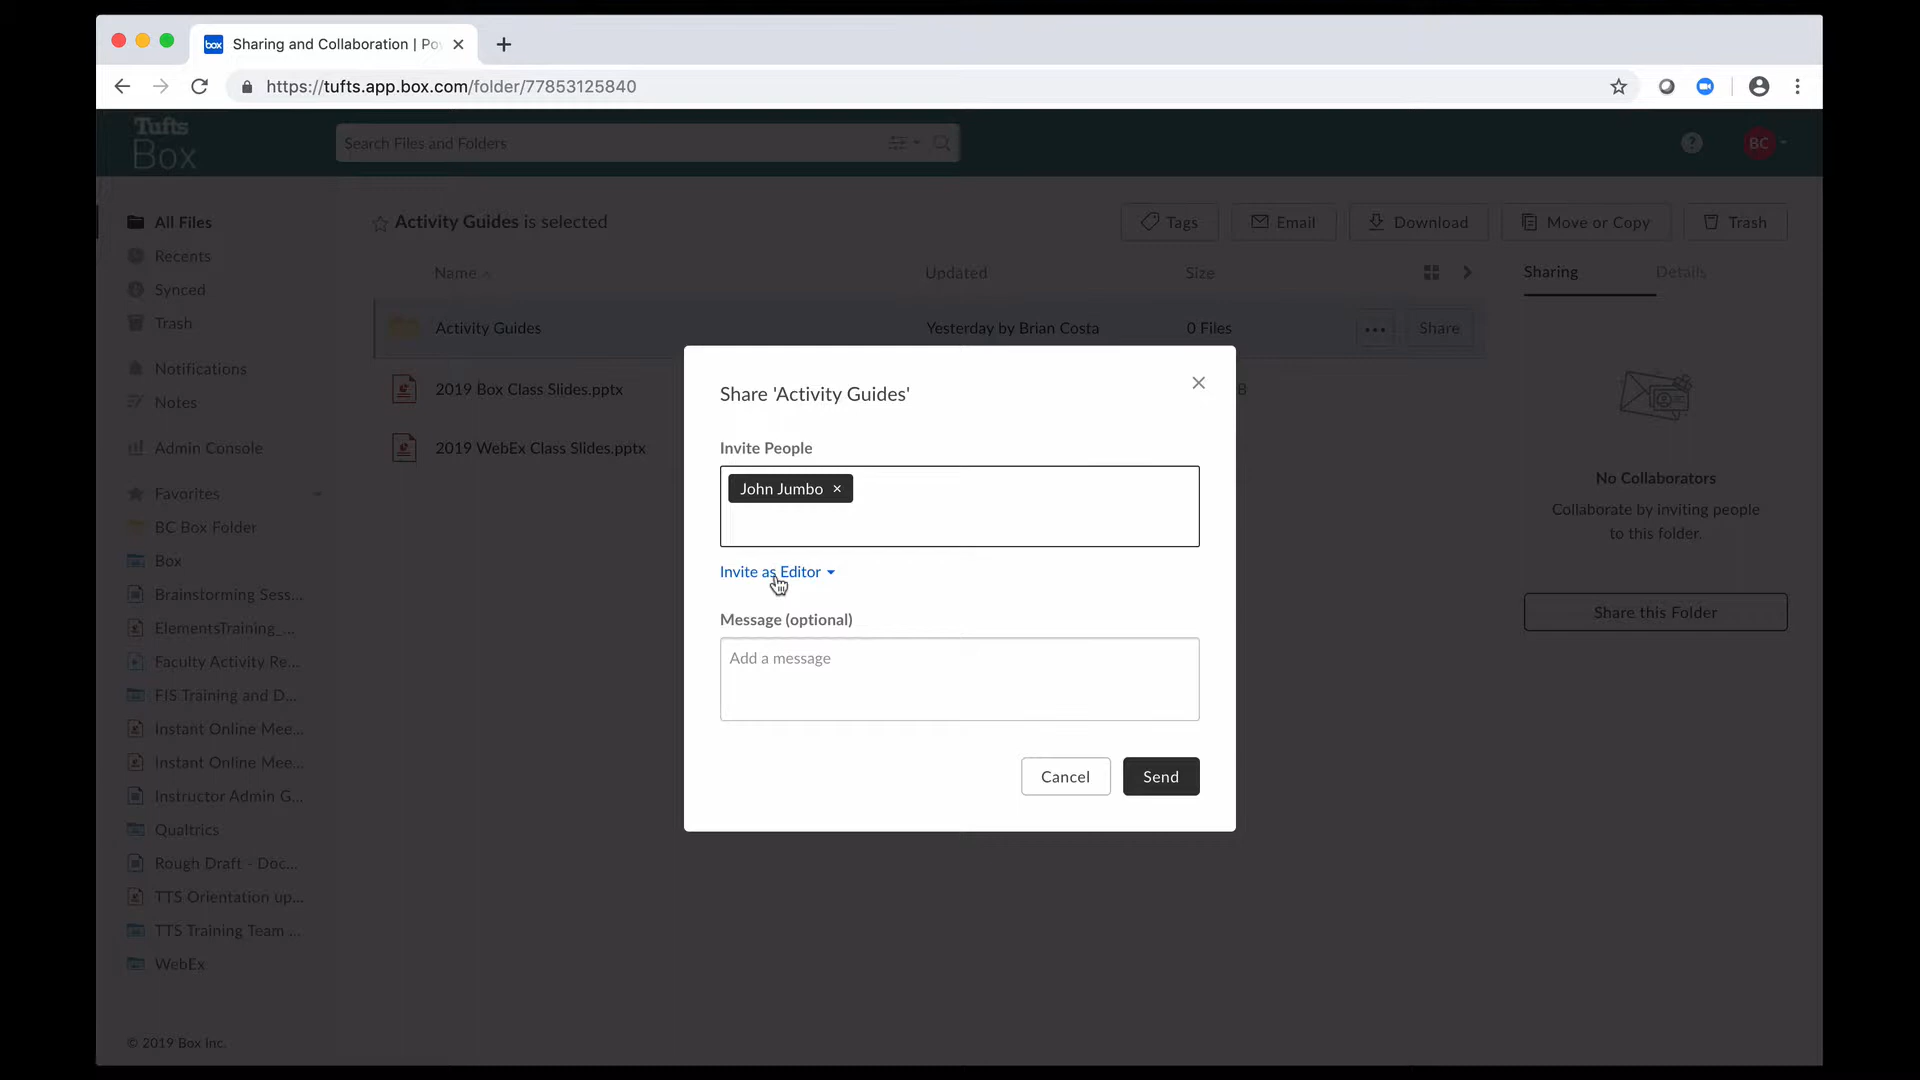 box Sharing and Collaboration | Po
https://tufts.app.box.com/folder/77853125840
Tufts
Box
Search Files and Folders
?
BC
All Files
Recents
Synced
Trash
Notifications
Notes
Admin Console
Favorites
BC Box Folder
Box
Brainstorming Sess...
ElementsTraining_...
Faculty Activity Re...
FIS Training and D...
Instant Online Mee...
Instant Online Mee...
Instructor Admin G...
Qualtrics
Rough Draft - Doc...
TTS Orientation up...
TTS Training Team ...
WebEx
© 2019 Box Inc.
Activity Guides is selected
Tags Email Download Move or Copy Trash
Name Updated Size
Activity Guides Yesterday by Brian Costa 0 Files Share
2019 Box Class Slides.pptx B
2019 WebEx Class Slides.pptx
Share 'Activity Guides'
Invite People
John Jumbo ×
Invite as Editor
Message (optional)
Add a message
Cancel Send
Sharing Details
No Collaborators
Collaborate by inviting people
to this folder.
Share this Folder